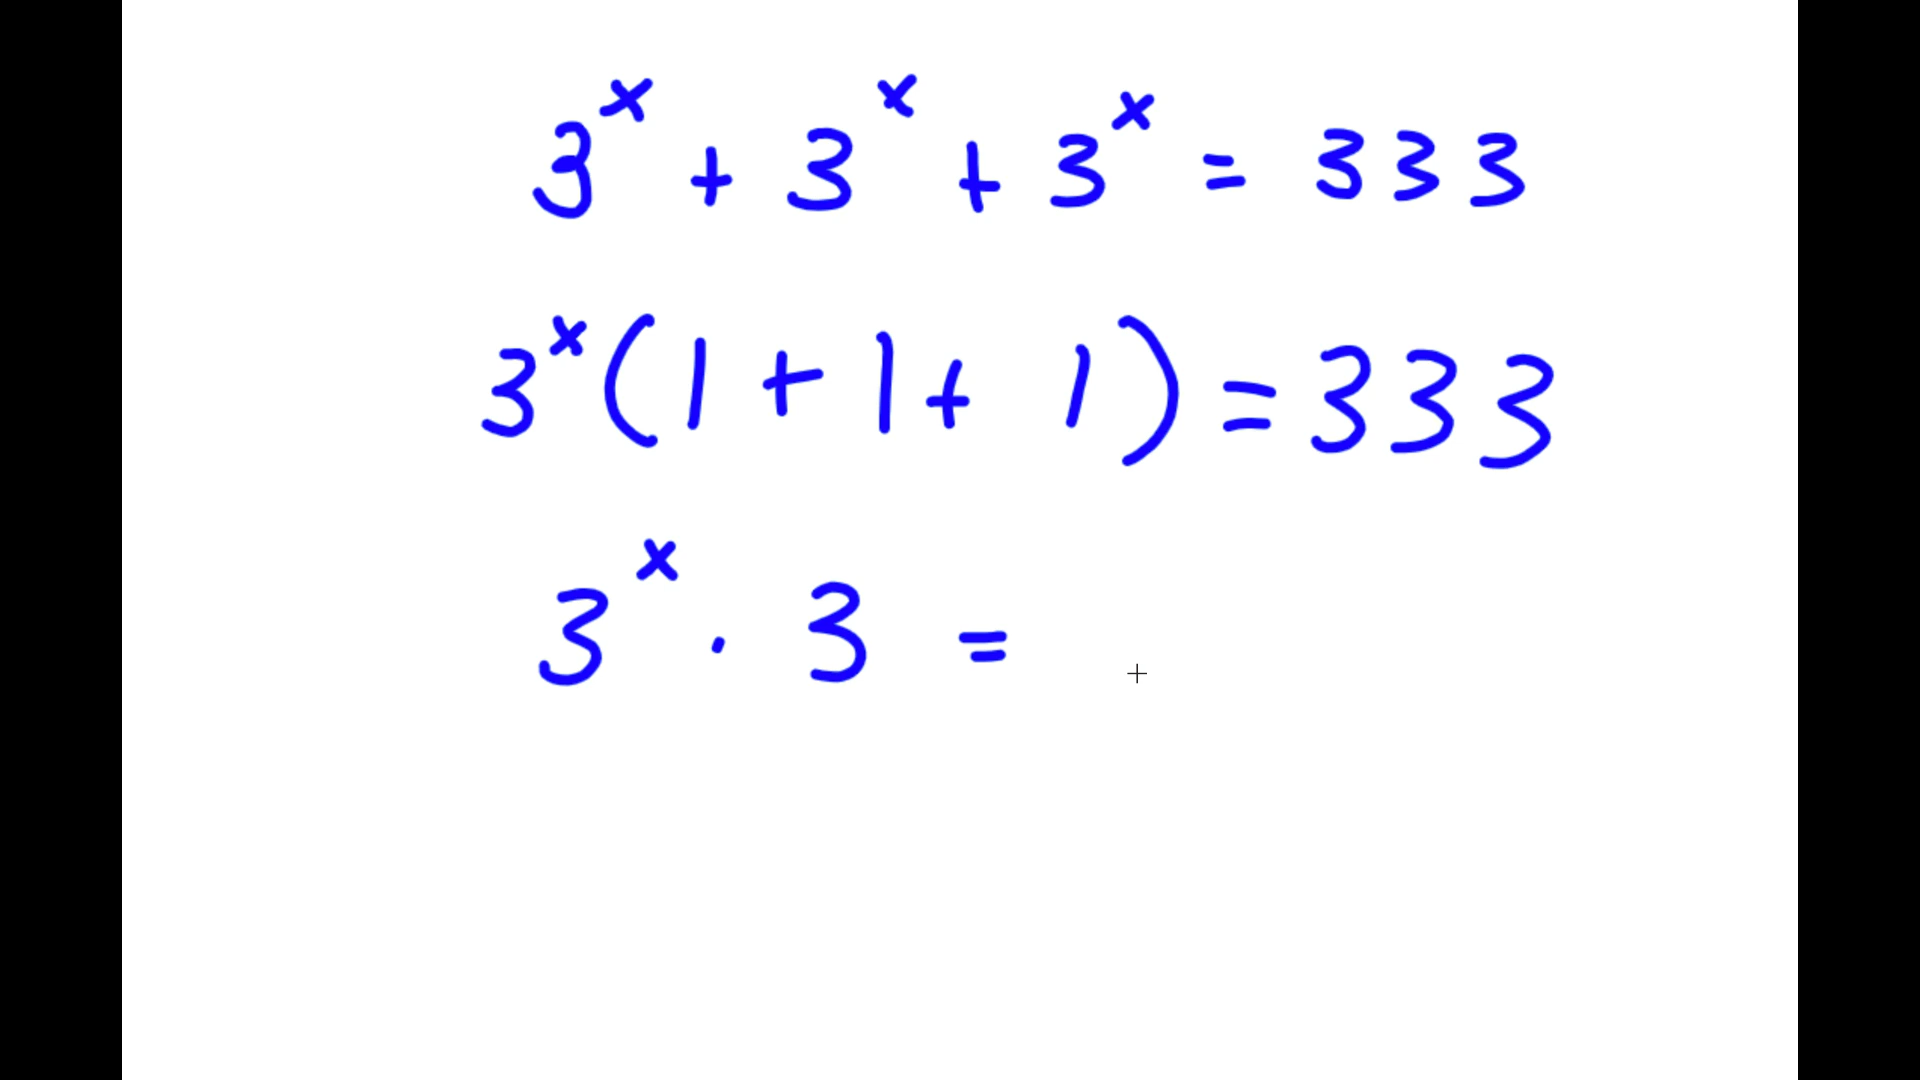 3^x + 3^x + 3^x = 333
3^x (1 + 1 + 1) = 333
3^x · 3 =